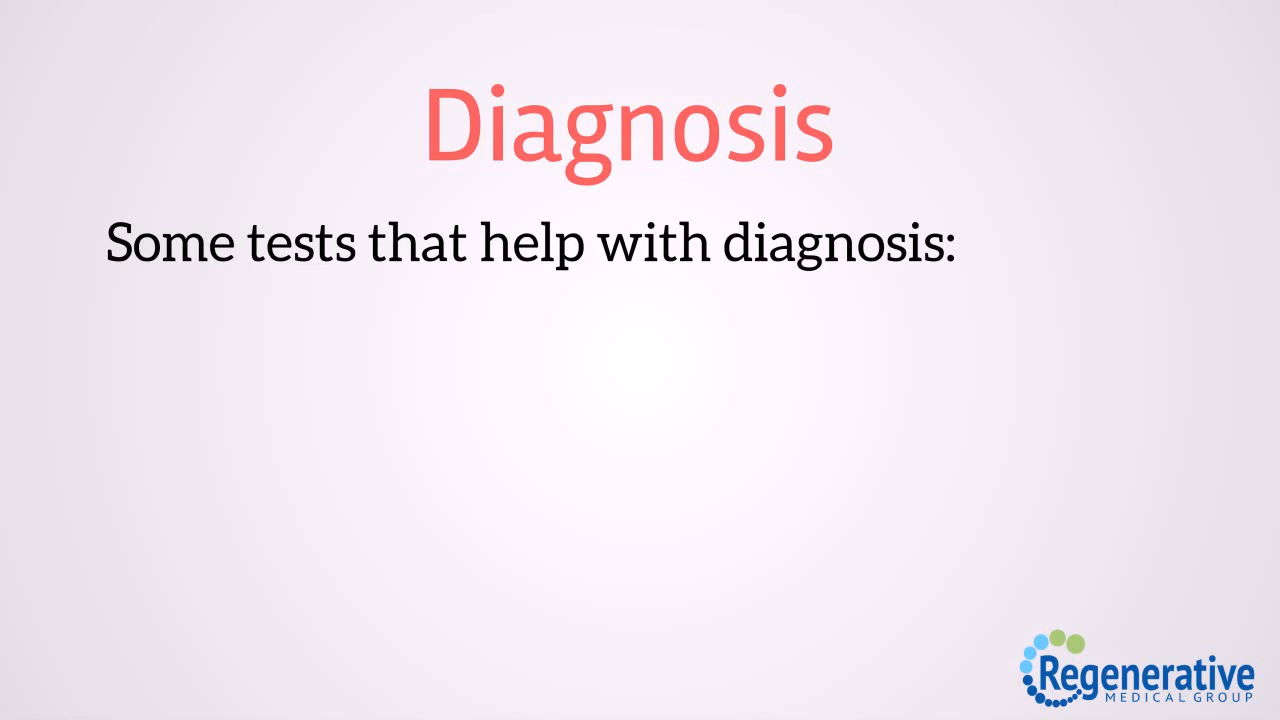 Diagnosis
Some tests that help with diagnosis:
Regenerative
MEDICAL GROUP